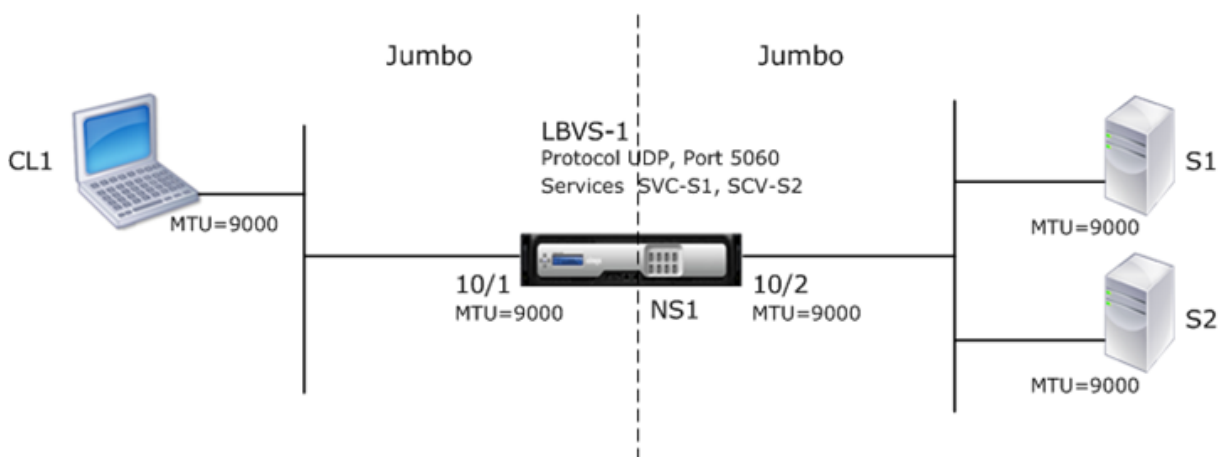 Jumbo
Jumbo
LBVS-1
Protocol UDP, Port 5060
Services SVC-S1, SCV-S2
CL1
MTU=9000
10/1
MTU=9000
NS1
10/2
MTU=9000
S1
MTU=9000
S2
MTU=9000